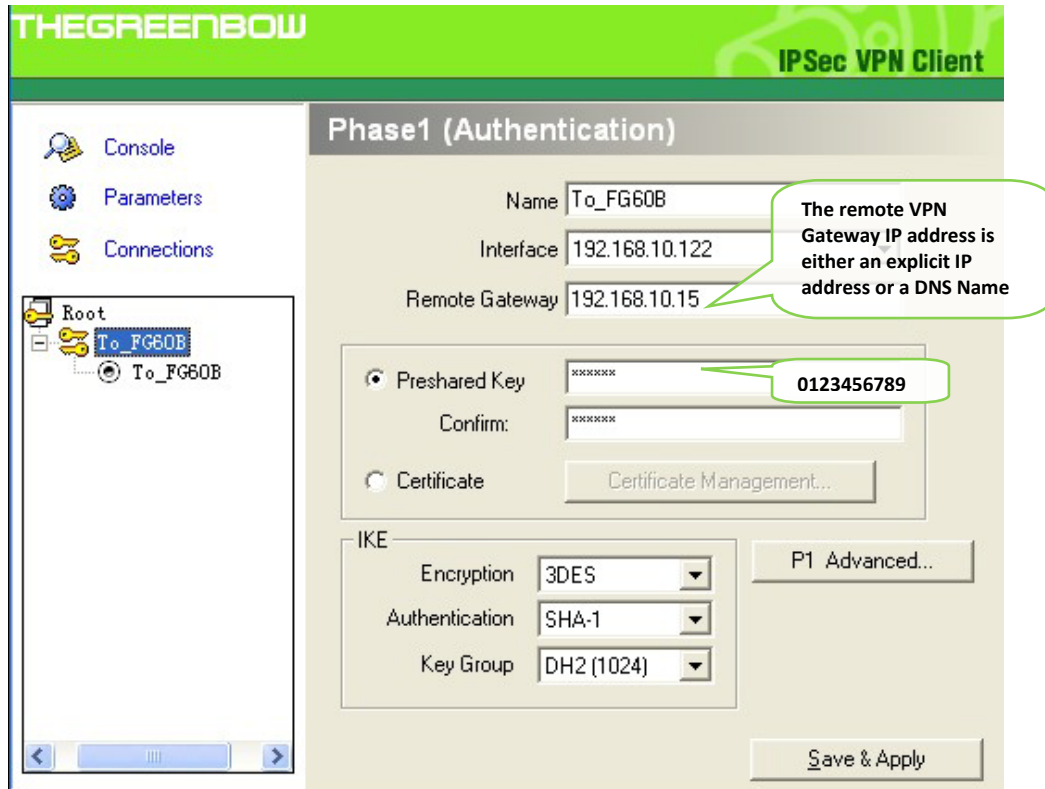 THEGREENBOW
IPSec VPN Client
Console
Parameters
Connections
Root
To_FG60B
To_FG60B
Phase1 (Authentication)
Name To_FG60B
Interface 192.168.10.122
Remote Gateway 192.168.10.15
The remote VPN
Gateway IP address is
either an explicit IP
address or a DNS Name
Preshared Key ××××××
0123456789
Confirm: ××××××
Certificate Certificate Management...
IKE
Encryption 3DES
Authentication SHA-1
Key Group DH2 (1024)
P1 Advanced...
Save & Apply